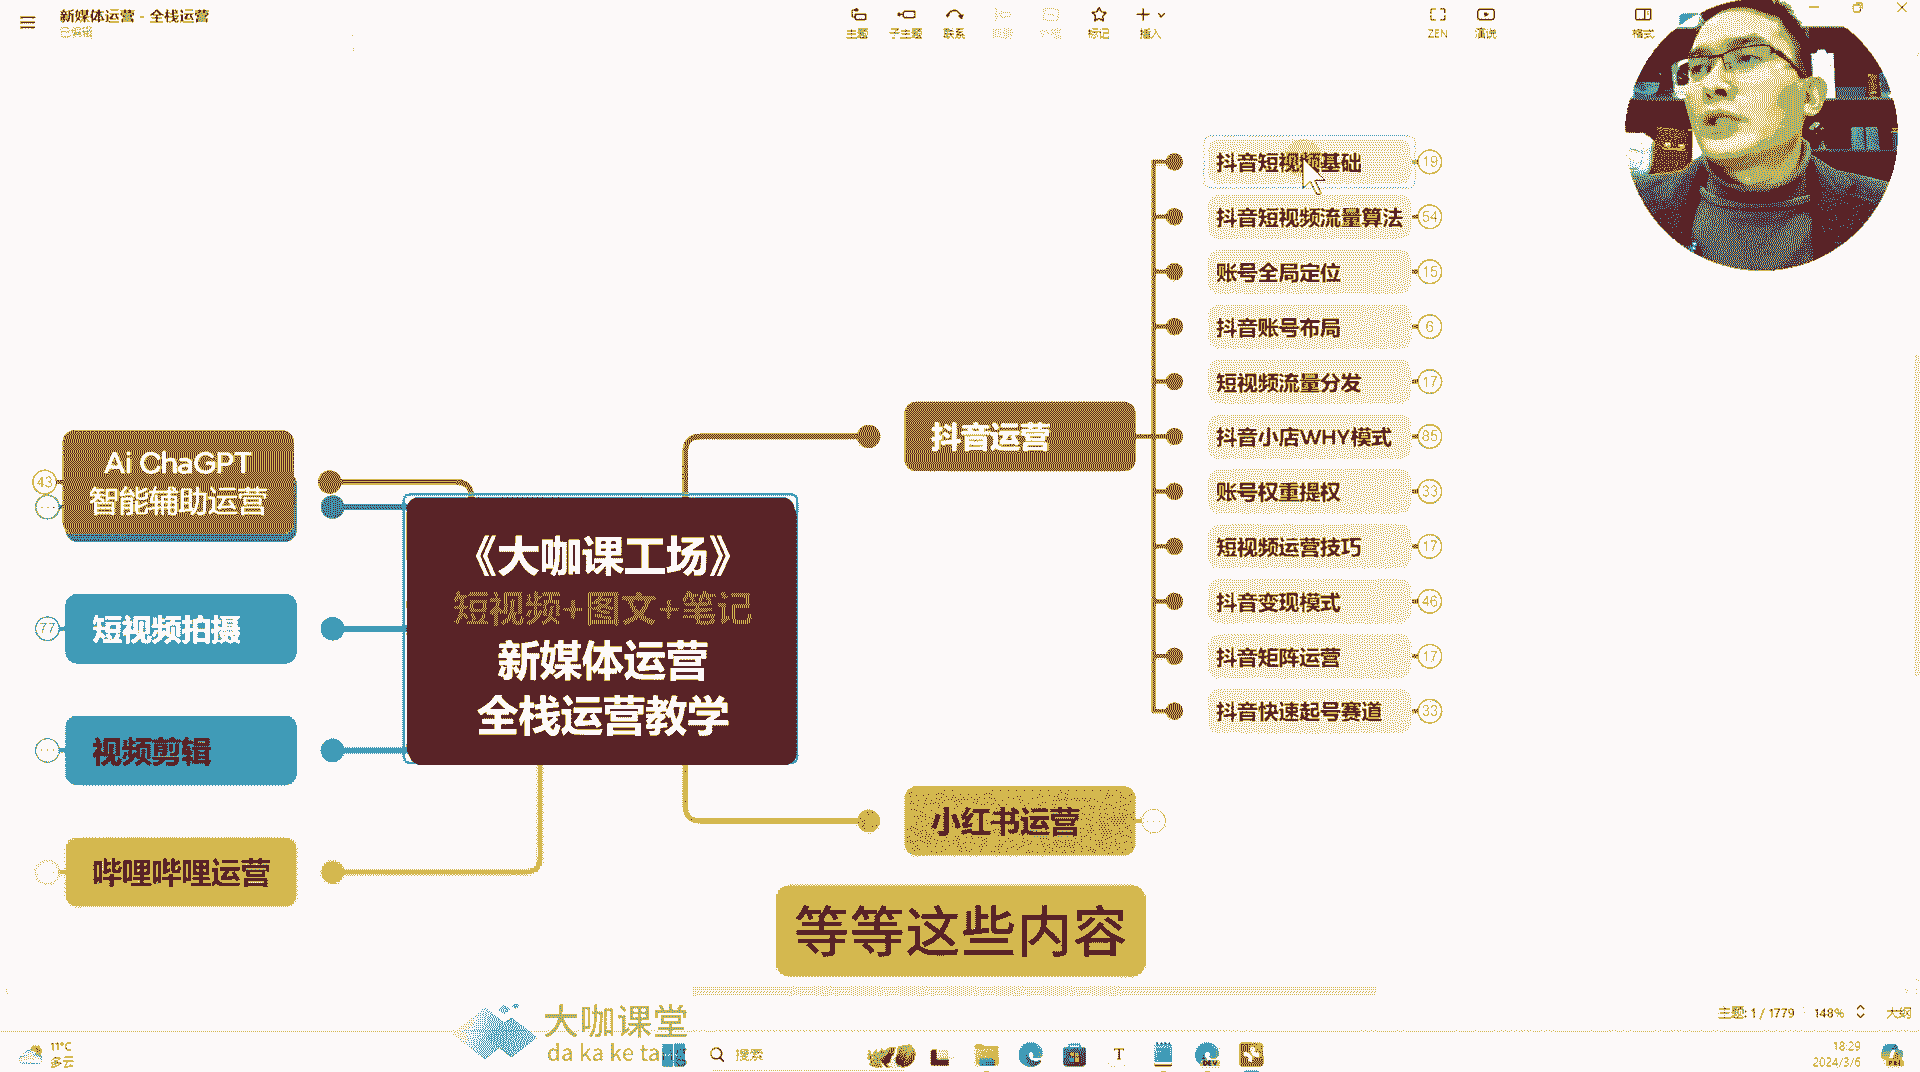 新媒体运营 - 全栈运营
已编辑
主题
子主题
联系
标记
插入
ZEN
演说
格式
抖音短视频基础
19
抖音短视频流量算法
54
账号全局定位
15
抖音账号布局
6
短视频流量分发
17
抖音运营
抖音小店WHY模式
85
账号权重提权
33
短视频运营技巧
17
抖音变现模式
46
抖音矩阵运营
17
抖音快速起号赛道
33
Ai ChaGPT
智能辅助运营
43
短视频拍摄
77
视频剪辑
哔哩哔哩运营
《大咖课工场》
短视频+图文+笔记
新媒体运营
全栈运营教学
小红书运营
等等这些内容
大咖课堂
da ka ke ta
主题: 1 / 1779
148%
大纲
11°C
多云
搜索
18:29
2024/3/6